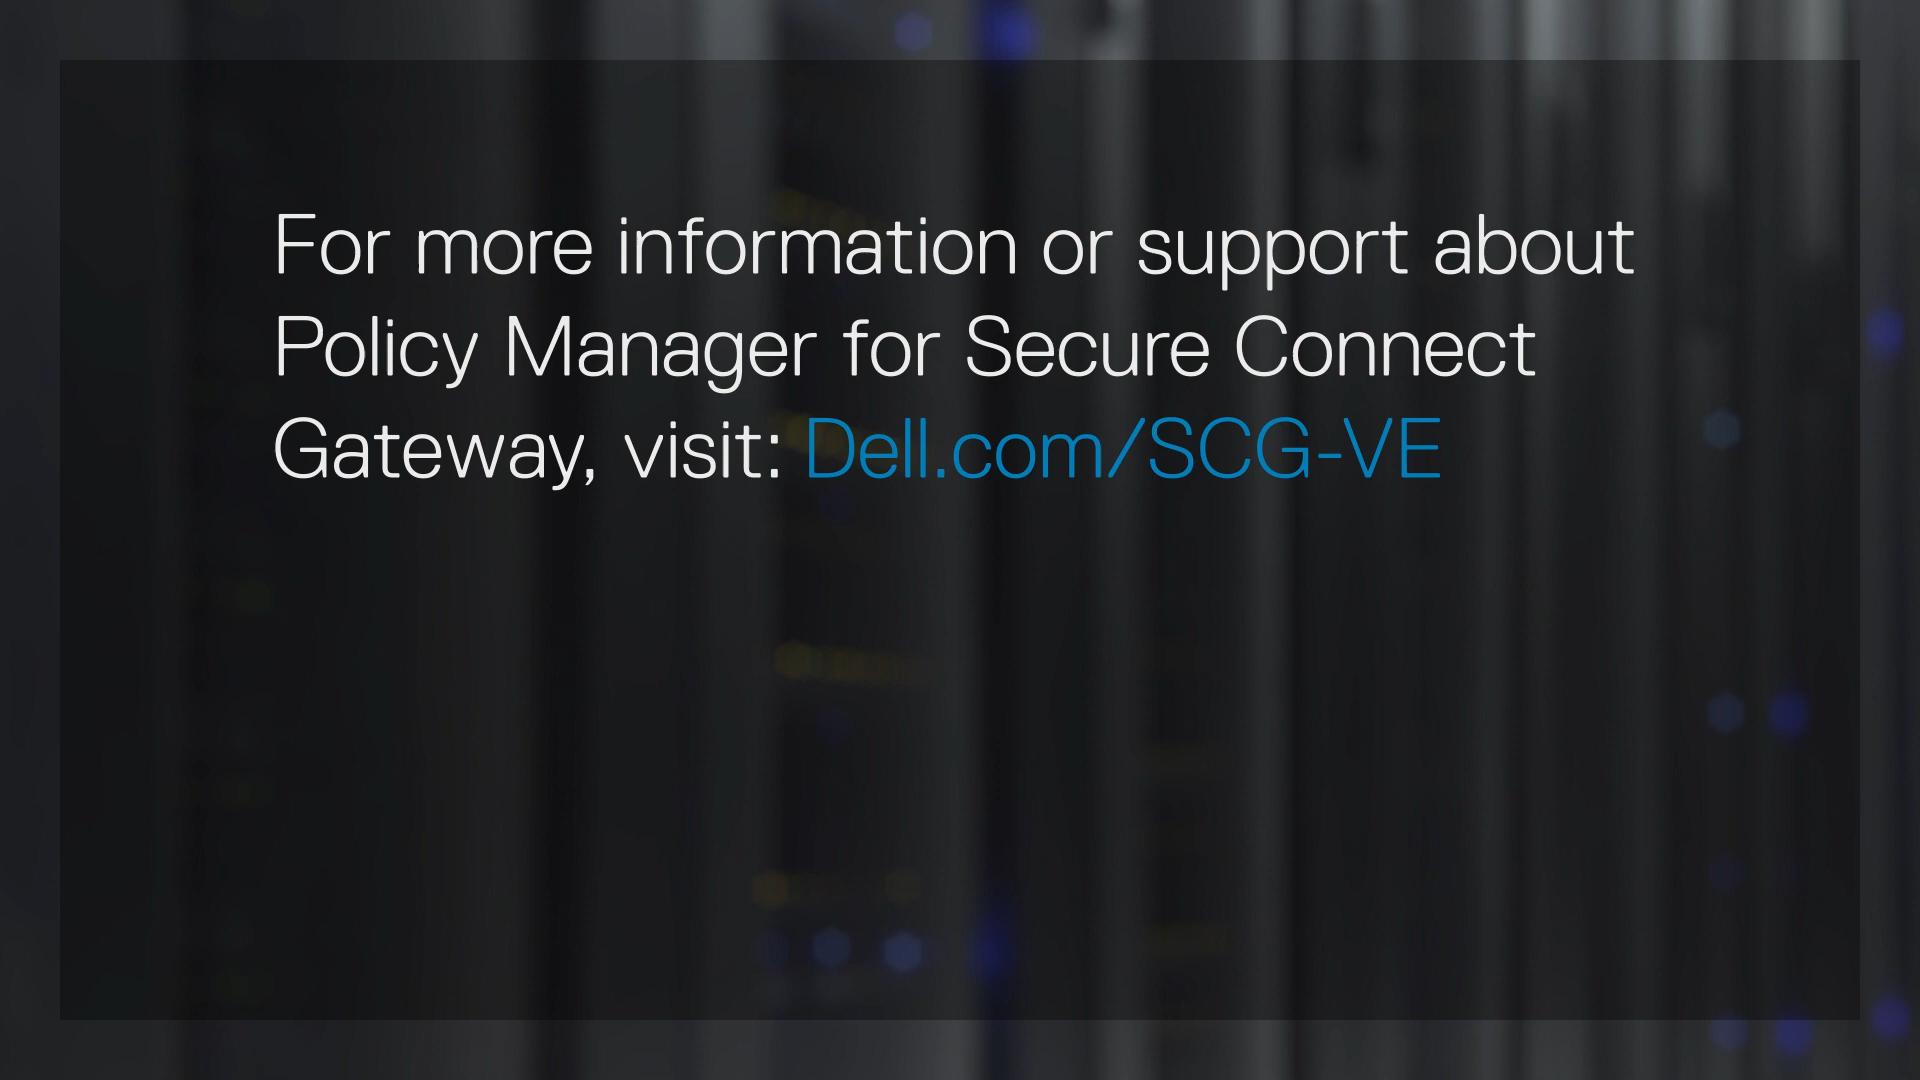 For more information or support about
Policy Manager for Secure Connect
Gateway, visit: Dell.com/SCG-VE